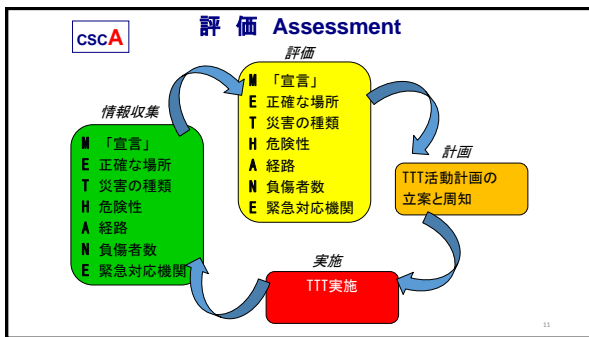 CSCA
評 価 Assessment
情報収集
M 「宣言」
E 正確な場所
T 災害の種類
H 危険性
A 経路
N 負傷者数
E 緊急対応機関
評価
M 「宣言」
E 正確な場所
T 災害の種類
H 危険性
A 経路
N 負傷者数
E 緊急対応機関
計画
TTT活動計画の
立案と周知
実施
TTT実施
11